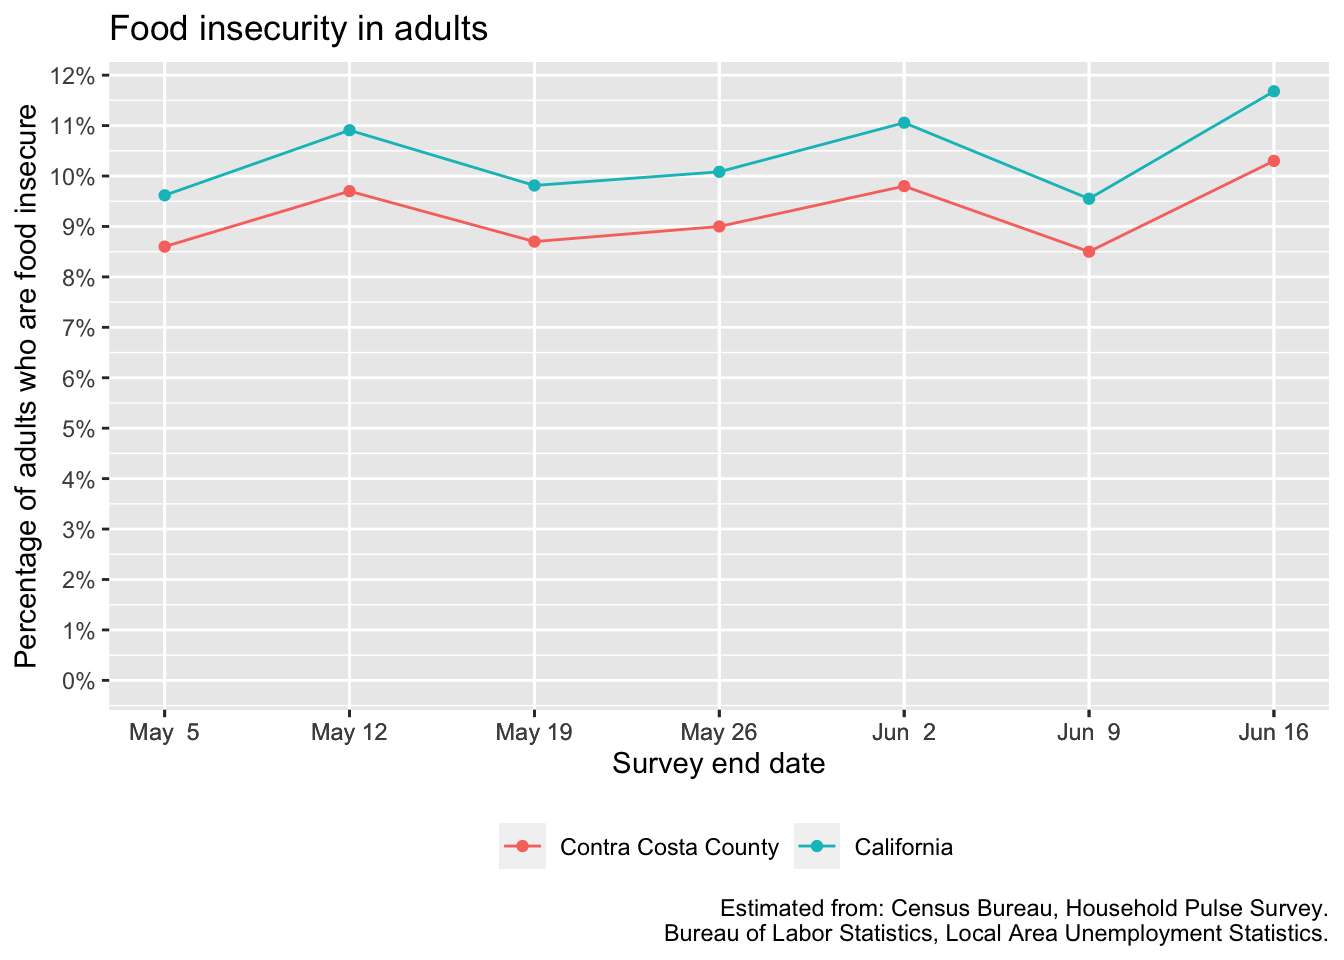 Food insecurity in adults
Percentage of adults who are food insecure
12%
11%
10%
9%
8%
7%
6%
5%
4%
3%
2%
1%
0%
May  5 May 12 May 19 May 26 Jun  2 Jun  9 Jun 16
Survey end date
Contra Costa County California
Estimated from: Census Bureau, Household Pulse Survey.
Bureau of Labor Statistics, Local Area Unemployment Statistics.